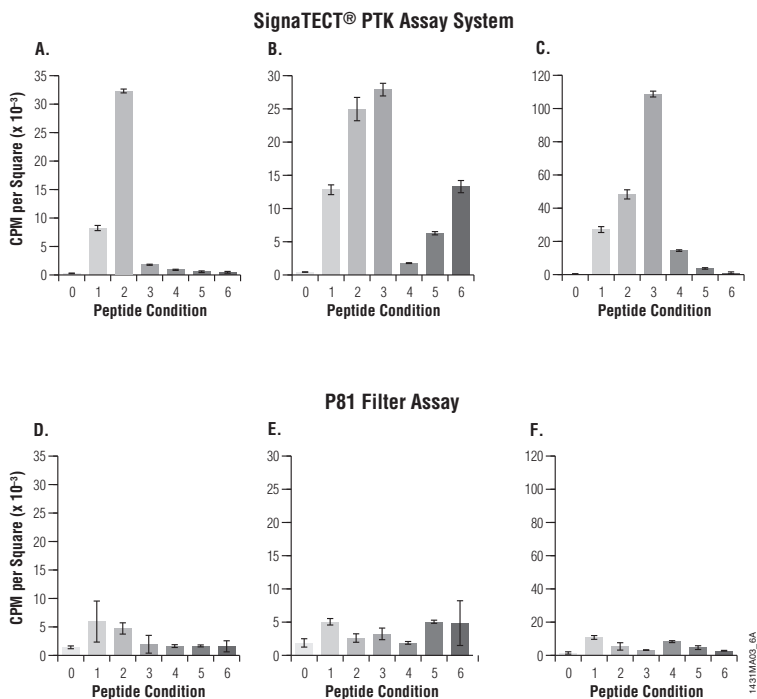 SignaTECT® PTK Assay System
A.
B.
C.
CPM per Square (x 10⁻³)
35
30
25
20
15
10
5
0
0 1 2 3 4 5 6
Peptide Condition
30
25
20
15
10
5
0
0 1 2 3 4 5 6
Peptide Condition
120
100
80
60
40
20
0
0 1 2 3 4 5 6
Peptide Condition
P81 Filter Assay
D.
E.
F.
CPM per Square (x 10⁻³)
35
30
25
20
15
10
5
0
0 1 2 3 4 5 6
Peptide Condition
30
25
20
15
10
5
0
0 1 2 3 4 5 6
Peptide Condition
120
100
80
60
40
20
0
0 1 2 3 4 5 6
Peptide Condition
1431MA03_6A